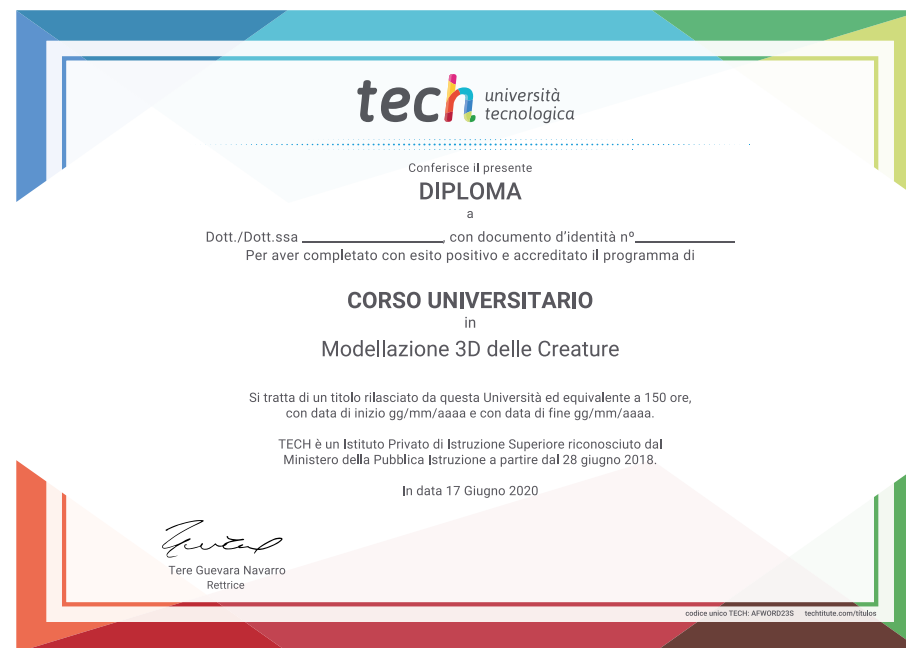 tech università
tecnologica
Conferisce il presente
DIPLOMA
a
Dott./Dott.ssa ____________________, con documento d'identità nº______________
Per aver completato con esito positivo e accreditato il programma di
CORSO UNIVERSITARIO
in
Modellazione 3D delle Creature
Si tratta di un titolo rilasciato da questa Università ed equivalente a 150 ore,
con data di inizio gg/mm/aaaa e con data di fine gg/mm/aaaa.
TECH è un Istituto Privato di Istruzione Superiore riconosciuto dal
Ministero della Pubblica Istruzione a partire dal 28 giugno 2018.
In data 17 Giugno 2020
Tere Guevara Navarro
Rettrice
codice unico TECH: AFWORD23S techtitute.com/titulos